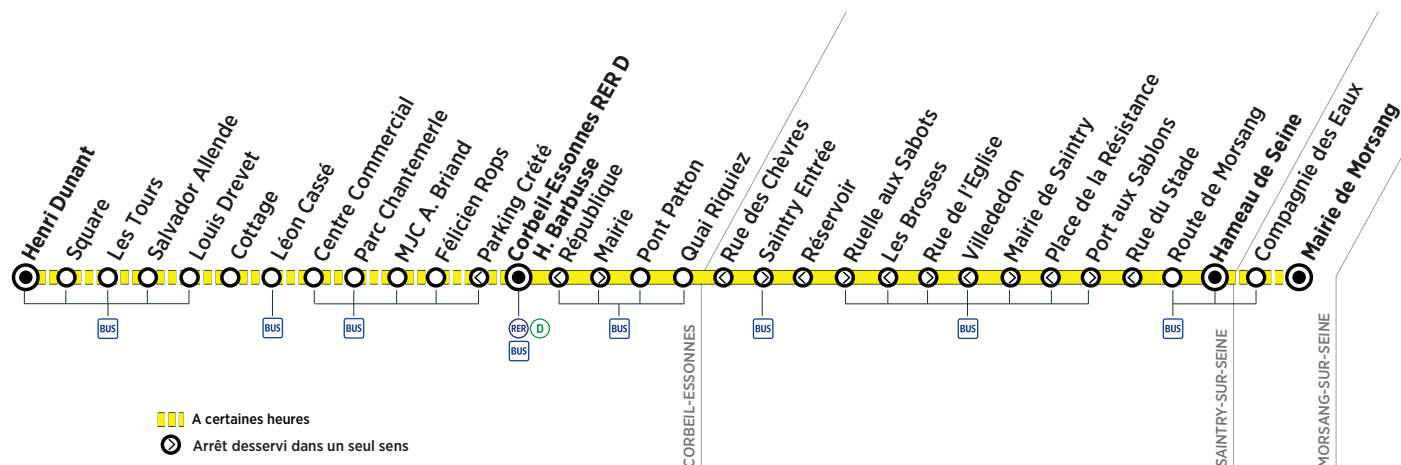 Henri Dunant
Square
Les Tours
Salvador Allende
Louis Drevet
Cottage
Léon Cassé
Centre Commercial
Parc Chantemerle
MJC A. Briand
Félicien Rops
Parking Crété
Corbeil-Essonnes RER D
H. Barbusse
République
Mairie
Pont Patton
Quai Riquiez
Rue des Chèvres
Saintry Entrée
Réservoir
Ruelle aux Sabots
Les Brosses
Rue de l'Eglise
Villededon
Mairie de Saintry
Place de la Résistance
Port aux Sablons
Rue du Stade
Route de Morsang
Hameau de Seine
Compagnie des Eaux
Mairie de Morsang
BUS
BUS
BUS
RER D
BUS
BUS
BUS
BUS
BUS
CORBEIL-ESSONNES
SAINTRY-SUR-SEINE
MORSANG-SUR-SEINE
A certaines heures
Arrêt desservi dans un seul sens